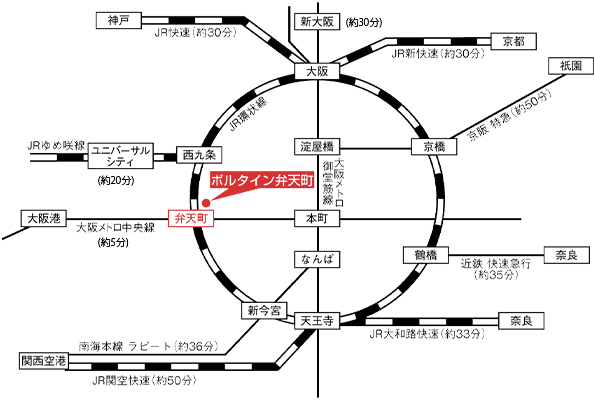 神戸
新大阪
(約30分)
JR快速(約30分)
京都
JR新快速(約30分)
大阪
祇園
JR環状線
京阪 特急(約50分)
JRゆめ咲線
ユニバーサル
シティ
西九条
淀屋橋
京橋
(約20分)
ポルタイン弁天町
大阪メトロ
御堂筋線
大阪港
弁天町
本町
大阪メトロ中央線
(約5分)
なんば
鶴橋
近鉄 快速急行
(約35分)
奈良
新今宮
天王寺
奈良
JR大和路快速(約33分)
南海本線 ラピート(約36分)
関西空港
JR関空快速(約50分)